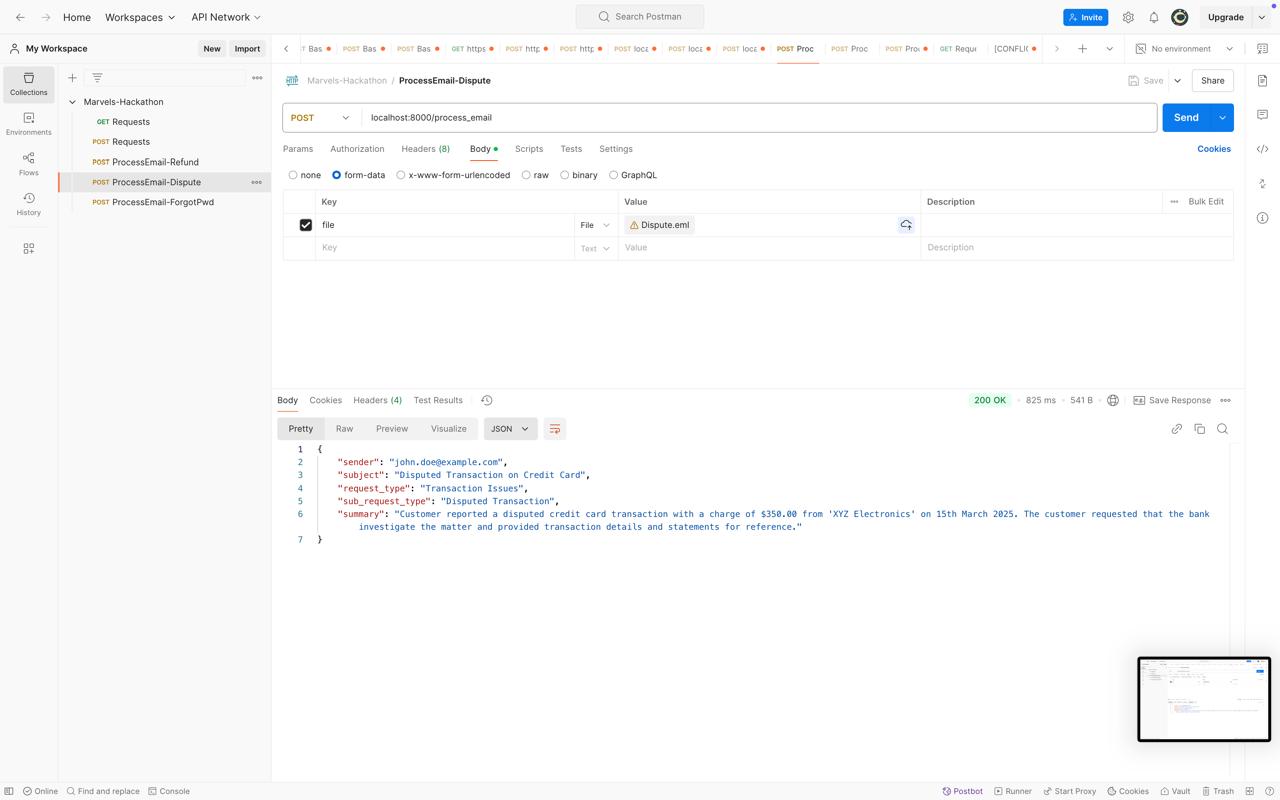 Home Workspaces API Network Search Postman Invite Upgrade
My Workspace New Import
Bas POST Bas POST Bas GET https POST http POST http POST loca POST loca POST loca POST Proc POST Proc POST Pro GET Reque [CONFLI No environment
Collections
Environments
Flows
History
Marvels-Hackathon
GET Requests
POST Requests
POST ProcessEmail-Refund
POST ProcessEmail-Dispute
POST ProcessEmail-ForgotPwd
HTTP Marvels-Hackathon / ProcessEmail-Dispute Save Share
POST localhost:8000/process_email Send
Params Authorization Headers (8) Body Scripts Tests Settings Cookies
none form-data x-www-form-urlencoded raw binary GraphQL
Key Value Description Bulk Edit
file File Dispute.eml
Key Text Value Description
Body Cookies Headers (4) Test Results 200 OK 825 ms 541 B Save Response
Pretty Raw Preview Visualize JSON
1 {
2 "sender": "john.doe@example.com",
3 "subject": "Disputed Transaction on Credit Card",
4 "request_type": "Transaction Issues",
5 "sub_request_type": "Disputed Transaction",
6 "summary": "Customer reported a disputed credit card transaction with a charge of $350.00 from 'XYZ Electronics' on 15th March 2025. The customer requested that the bank
investigate the matter and provided transaction details and statements for reference."
7 }
Online Find and replace Console Postbot Runner Start Proxy Cookies Vault Trash